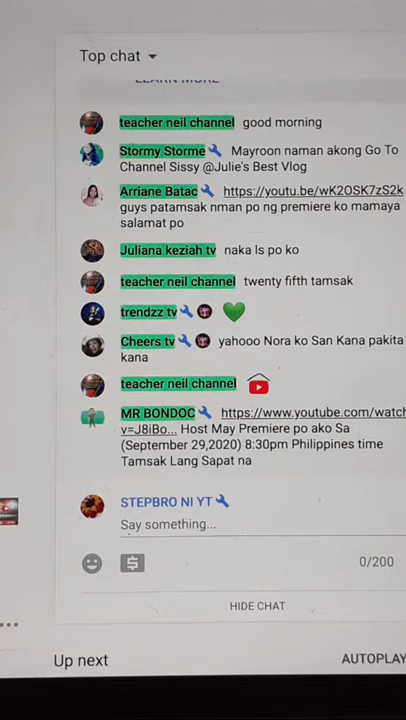 Top chat
LEARN MORE
teacher neil channel good morning
Stormy Storme Mayroon naman akong Go To
Channel Sissy @Julie's Best Vlog
Arriane Batac https://youtu.be/wK2OSK7zS2k
guys patamsak nman po ng premiere ko mamaya
salamat po
Juliana keziah tv naka ls po ko
teacher neil channel twenty fifth tamsak
trendzz tv
Cheers tv yahooo Nora ko San Kana pakita
kana
teacher neil channel
MR BONDOC https://www.youtube.com/watch
v=J8iBo... Host May Premiere po ako Sa
(September 29,2020) 8:30pm Philippines time
Tamsak Lang Sapat na
STEPBRO NI YT
Say something...
0/200
HIDE CHAT
Up next
AUTOPLAY